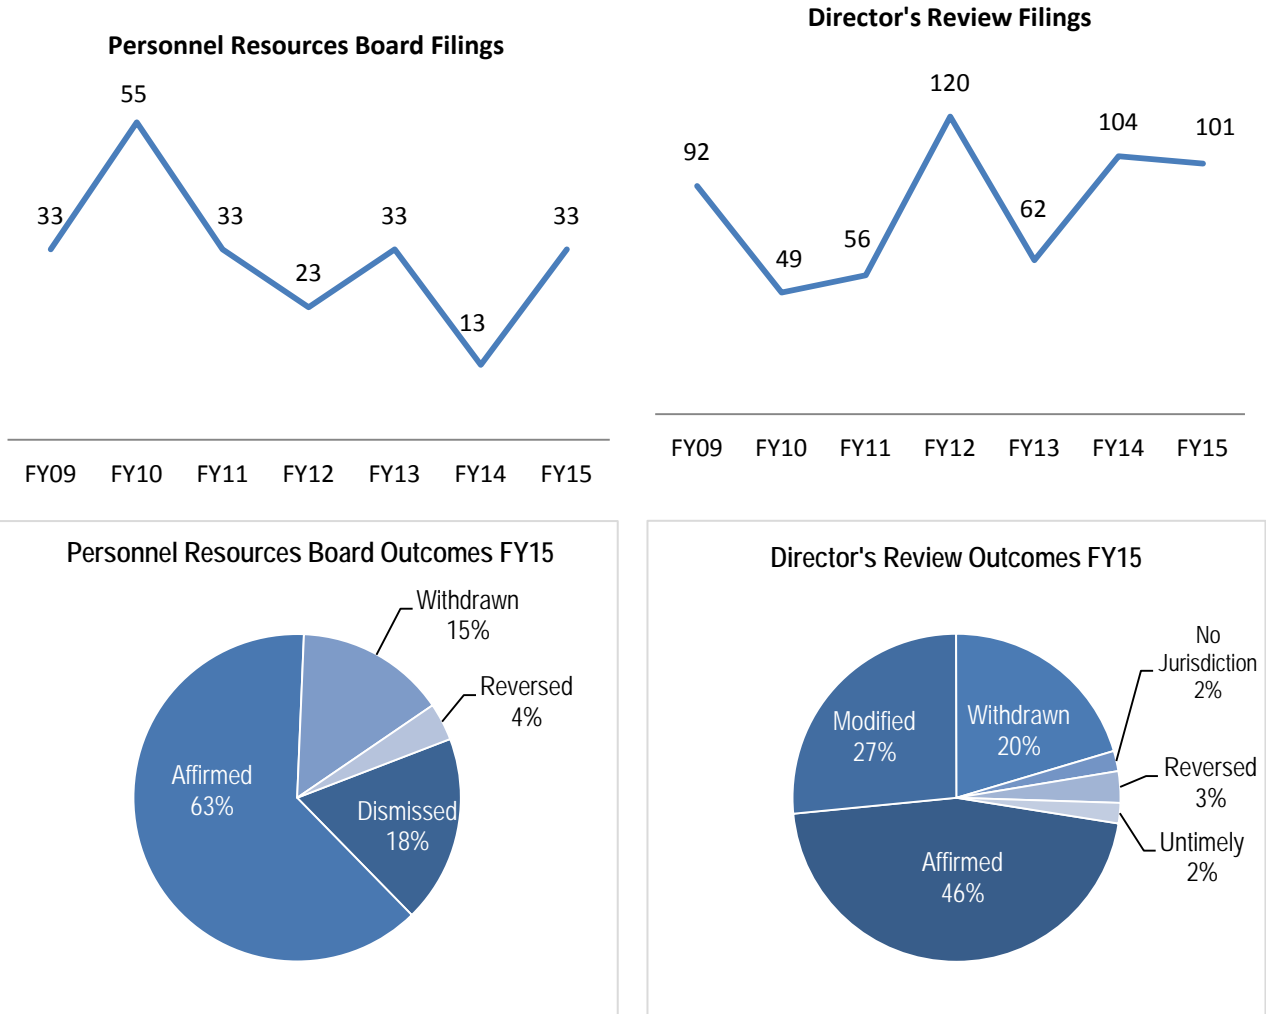 Personnel Resources Board Filings
55
33
33
33
33
23
13
FY09 FY10 FY11 FY12 FY13 FY14 FY15
Director's Review Filings
120
104
101
92
62
56
49
FY09 FY10 FY11 FY12 FY13 FY14 FY15
Personnel Resources Board Outcomes FY15
Withdrawn
15%
Reversed
4%
Affirmed
63%
Dismissed
18%
Director's Review Outcomes FY15
No
Jurisdiction
2%
Modified
27%
Withdrawn
20%
Reversed
3%
Untimely
2%
Affirmed
46%